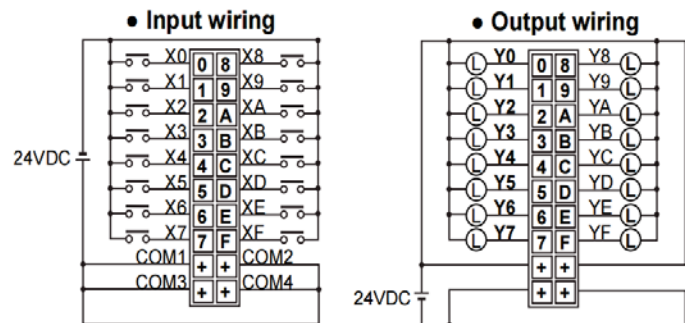 ● Input wiring
X0 0 8 X8
X1 1 9 X9
X2 2 A XA
X3 3 B XB
24VDC X4 4 C XC
X5 5 D XD
X6 6 E XE
X7 7 F XF
COM1 + + COM2
COM3 + + COM4
● Output wiring
L Y0 0 8 Y8 L
L Y1 1 9 Y9 L
L Y2 2 A YA L
L Y3 3 B YB L
L Y4 4 C YC L
L Y5 5 D YD L
L Y6 6 E YE L
L Y7 7 F YF L
+ +
24VDC + +